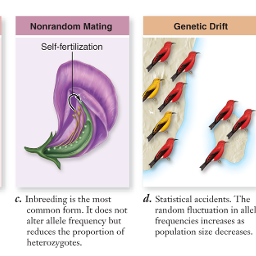 Nonrandom Mating
Self-fertilization
c. Inbreeding is the most
common form. It does not
alter allele frequency but
reduces the proportion of
heterozygotes.
Genetic Drift
d. Statistical accidents. The
random fluctuation in allele
frequencies increases as
population size decreases.